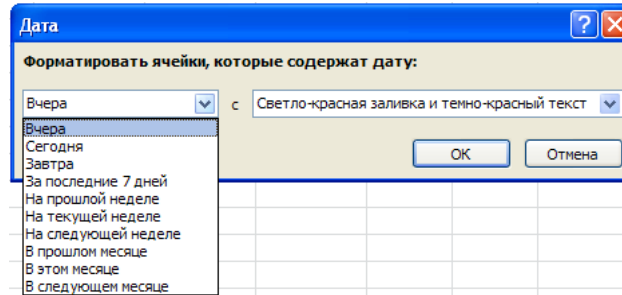 Дата
Форматировать ячейки, которые содержат дату:
Вчера с Светло-красная заливка и темно-красный текст
Вчера
Сегодня
Завтра
За последние 7 дней
На прошлой неделе
На текущей неделе
На следующей неделе
В прошлом месяце
В этом месяце
В следующем месяце
ОК Отмена